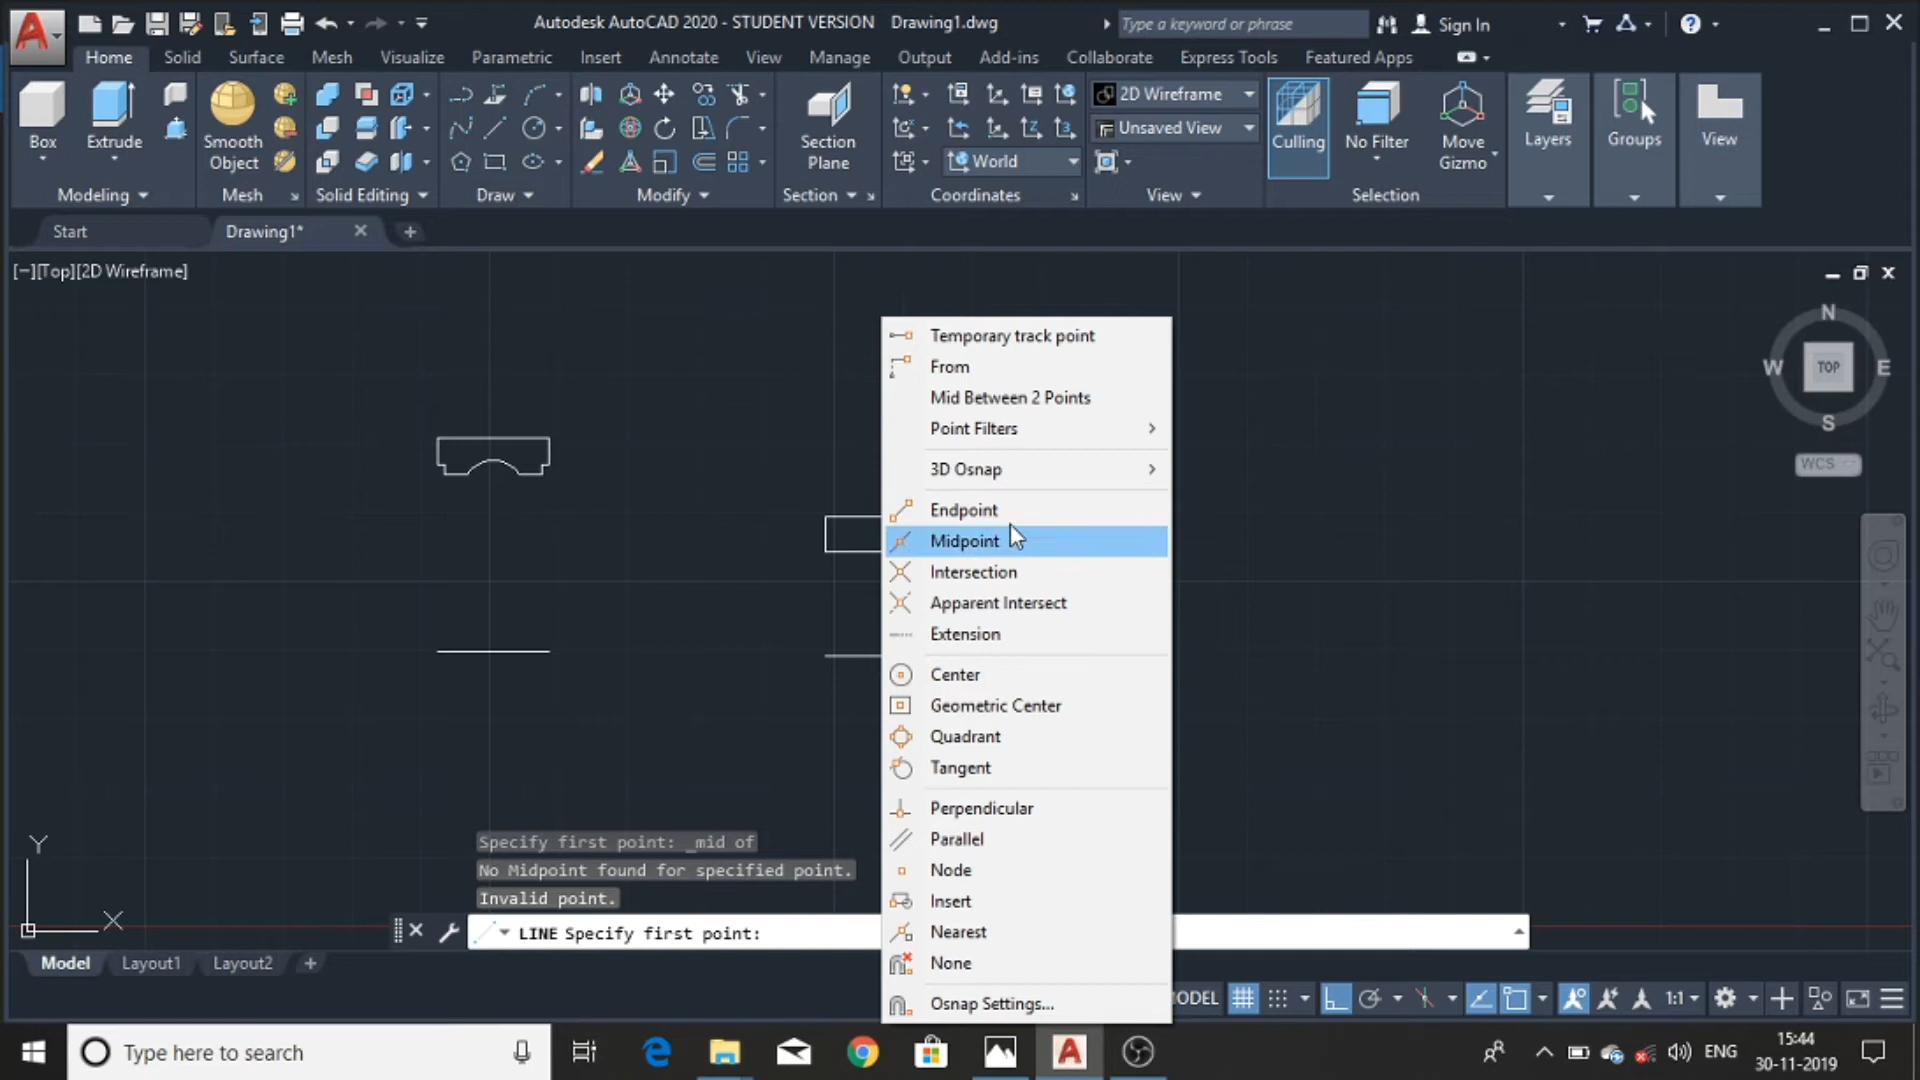 Autodesk AutoCAD 2020 - STUDENT VERSION Drawing1.dwg
Type a keyword or phrase
Sign In
Home Solid Surface Mesh Visualize Parametric Insert Annotate View Manage Output Add-ins Collaborate Express Tools Featured Apps
Box
Extrude
Smooth
Object
Section
Plane
2D Wireframe
Unsaved View
World
Culling
No Filter
Move
Gizmo
Layers
Groups
View
Modeling Mesh Solid Editing Draw Modify Section Coordinates View Selection
Start
Drawing1*
[−][Top][2D Wireframe]
N
W TOP E
S
WCS
Temporary track point
From
Mid Between 2 Points
Point Filters
3D Osnap
Endpoint
Midpoint
Intersection
Apparent Intersect
Extension
Center
Geometric Center
Quadrant
Tangent
Perpendicular
Parallel
Node
Insert
Nearest
None
Osnap Settings...
Y
X
Specify first point: _mid of
No Midpoint found for specified point.
Invalid point.
LINE Specify first point:
Model Layout1 Layout2
1:1
Type here to search
ENG
15:44
30-11-2019